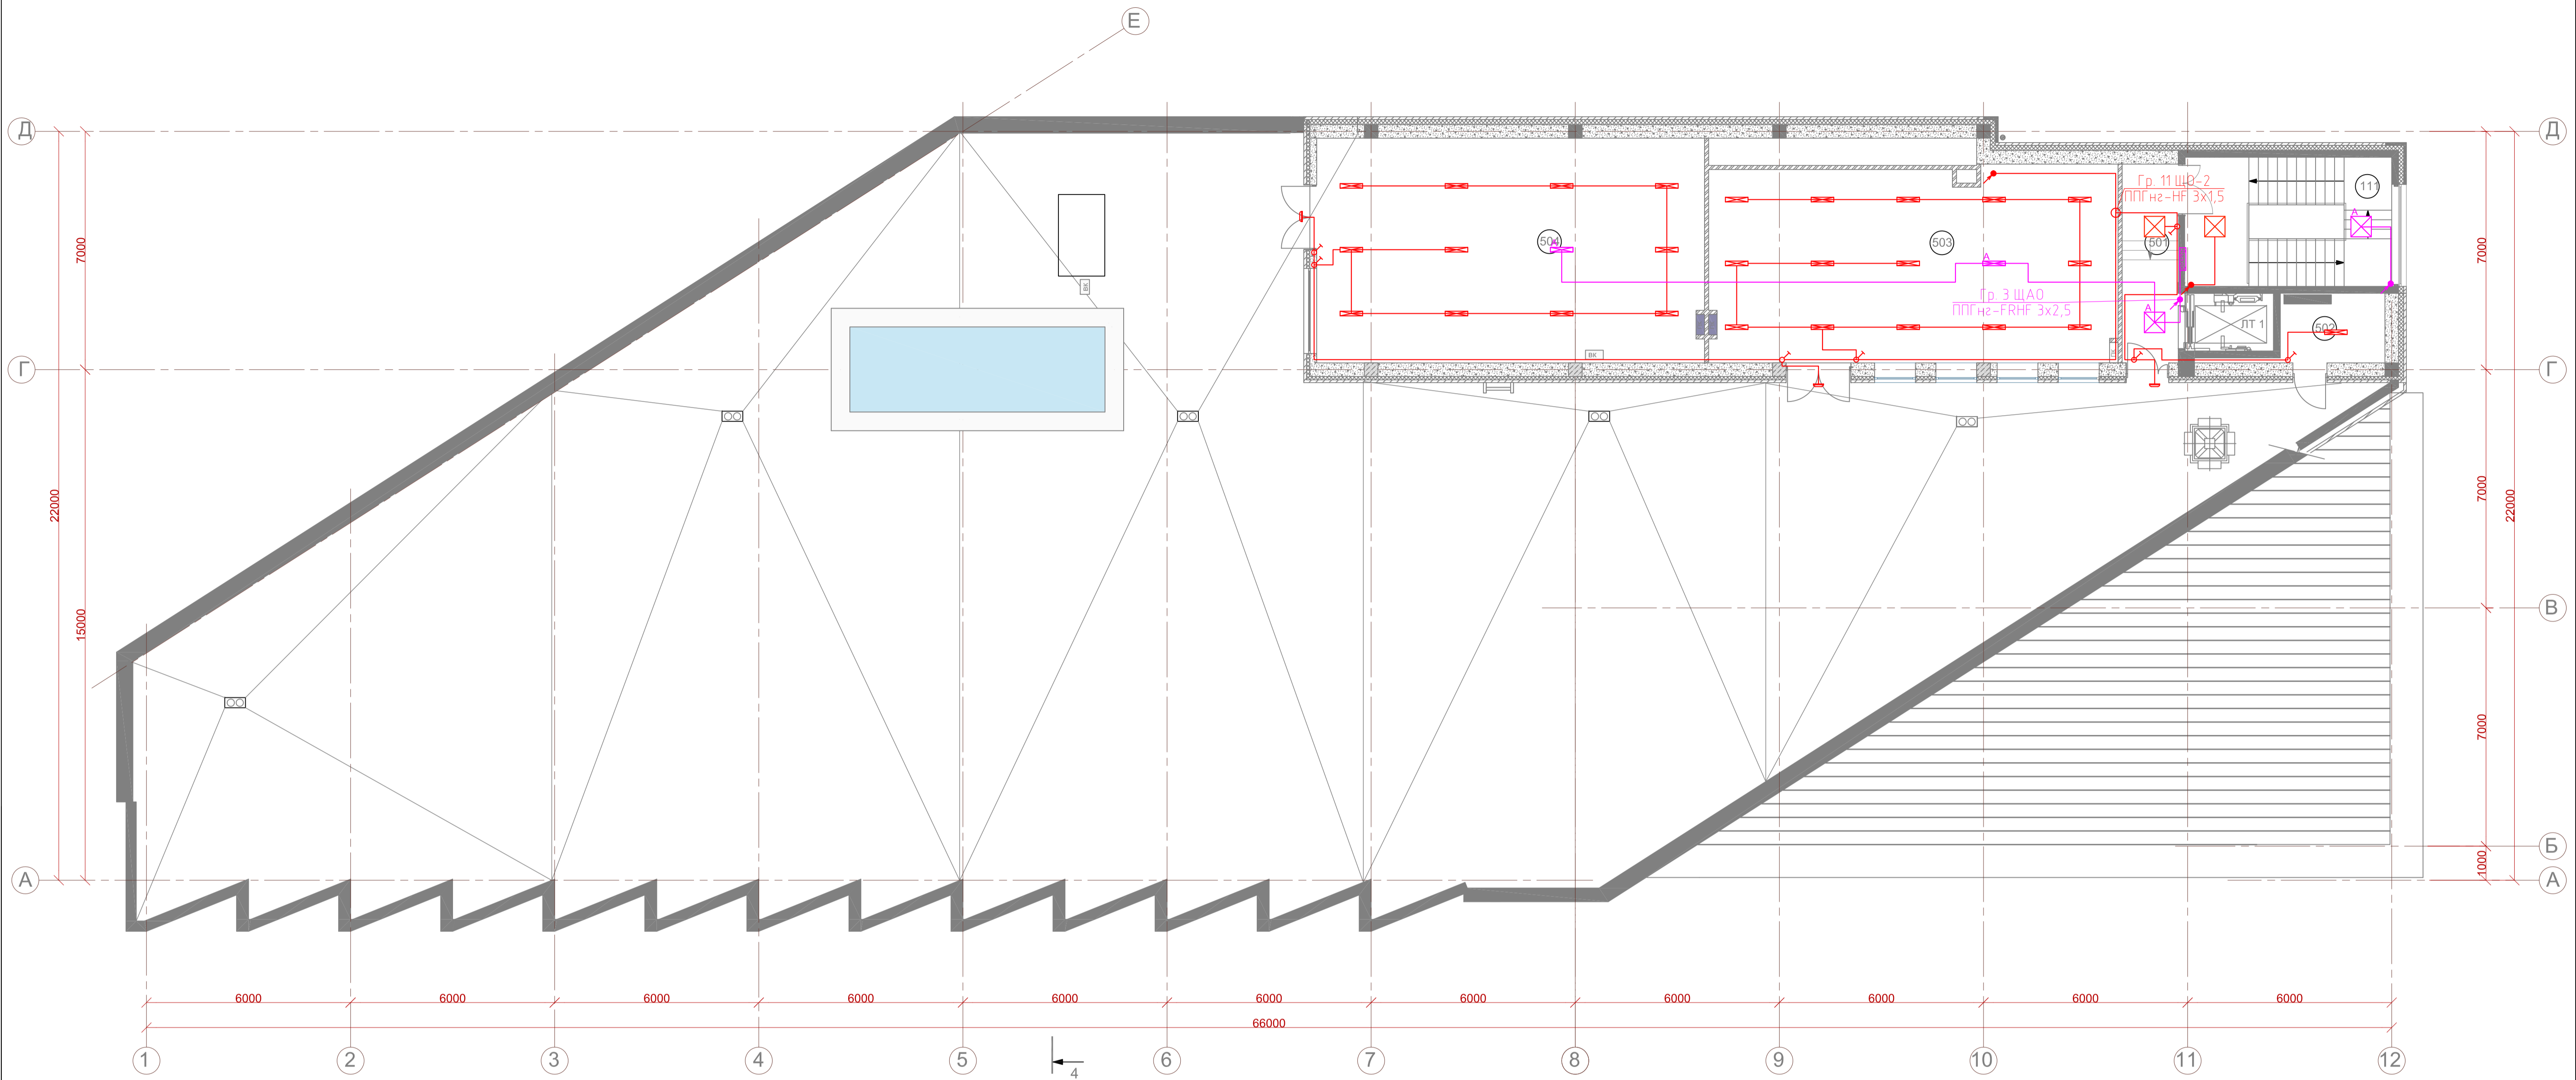 Е
Д
Д
Гр. 11 ЩО-2
ППГнг-HF 3х1,5
111
А
7000
7000
504
503
501
ВК
А
Гр. 3 ЩАО
ППГнг-FRHF 3х2,5
А
ЛТ 1
502
ВК
Г
Г
22000
7000
22000
15000
В
7000
Б
1000
А
А
6000
6000
6000
6000
6000
6000
6000
6000
6000
6000
6000
66000
1
2
3
4
5
6
7
8
9
10
11
12
4